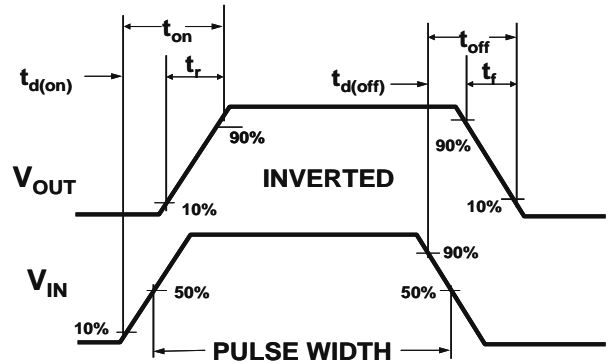 t_on
t_off
t_d(on)
t_r
t_d(off)
t_f
90%
90%
V_OUT
INVERTED
10%
10%
V_IN
90%
50%
50%
10%
PULSE WIDTH